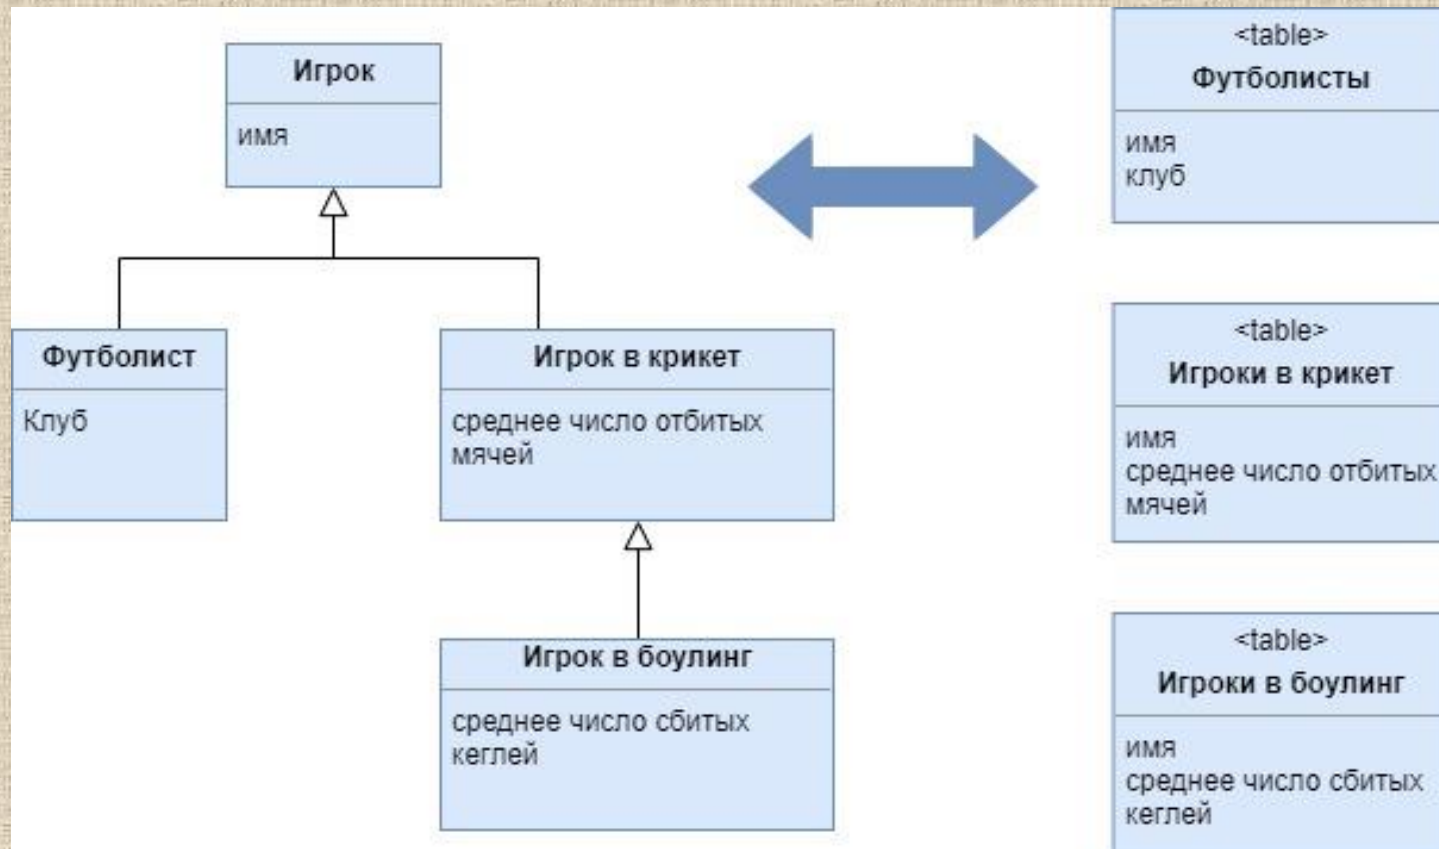 Игрок
имя
Футболист
Клуб
Игрок в крикет
среднее число отбитых
мячей
Игрок в боулинг
среднее число сбитых
кеглей
<table>
Футболисты
имя
клуб
<table>
Игроки в крикет
имя
среднее число отбитых
мячей
<table>
Игроки в боулинг
имя
среднее число сбитых
кеглей